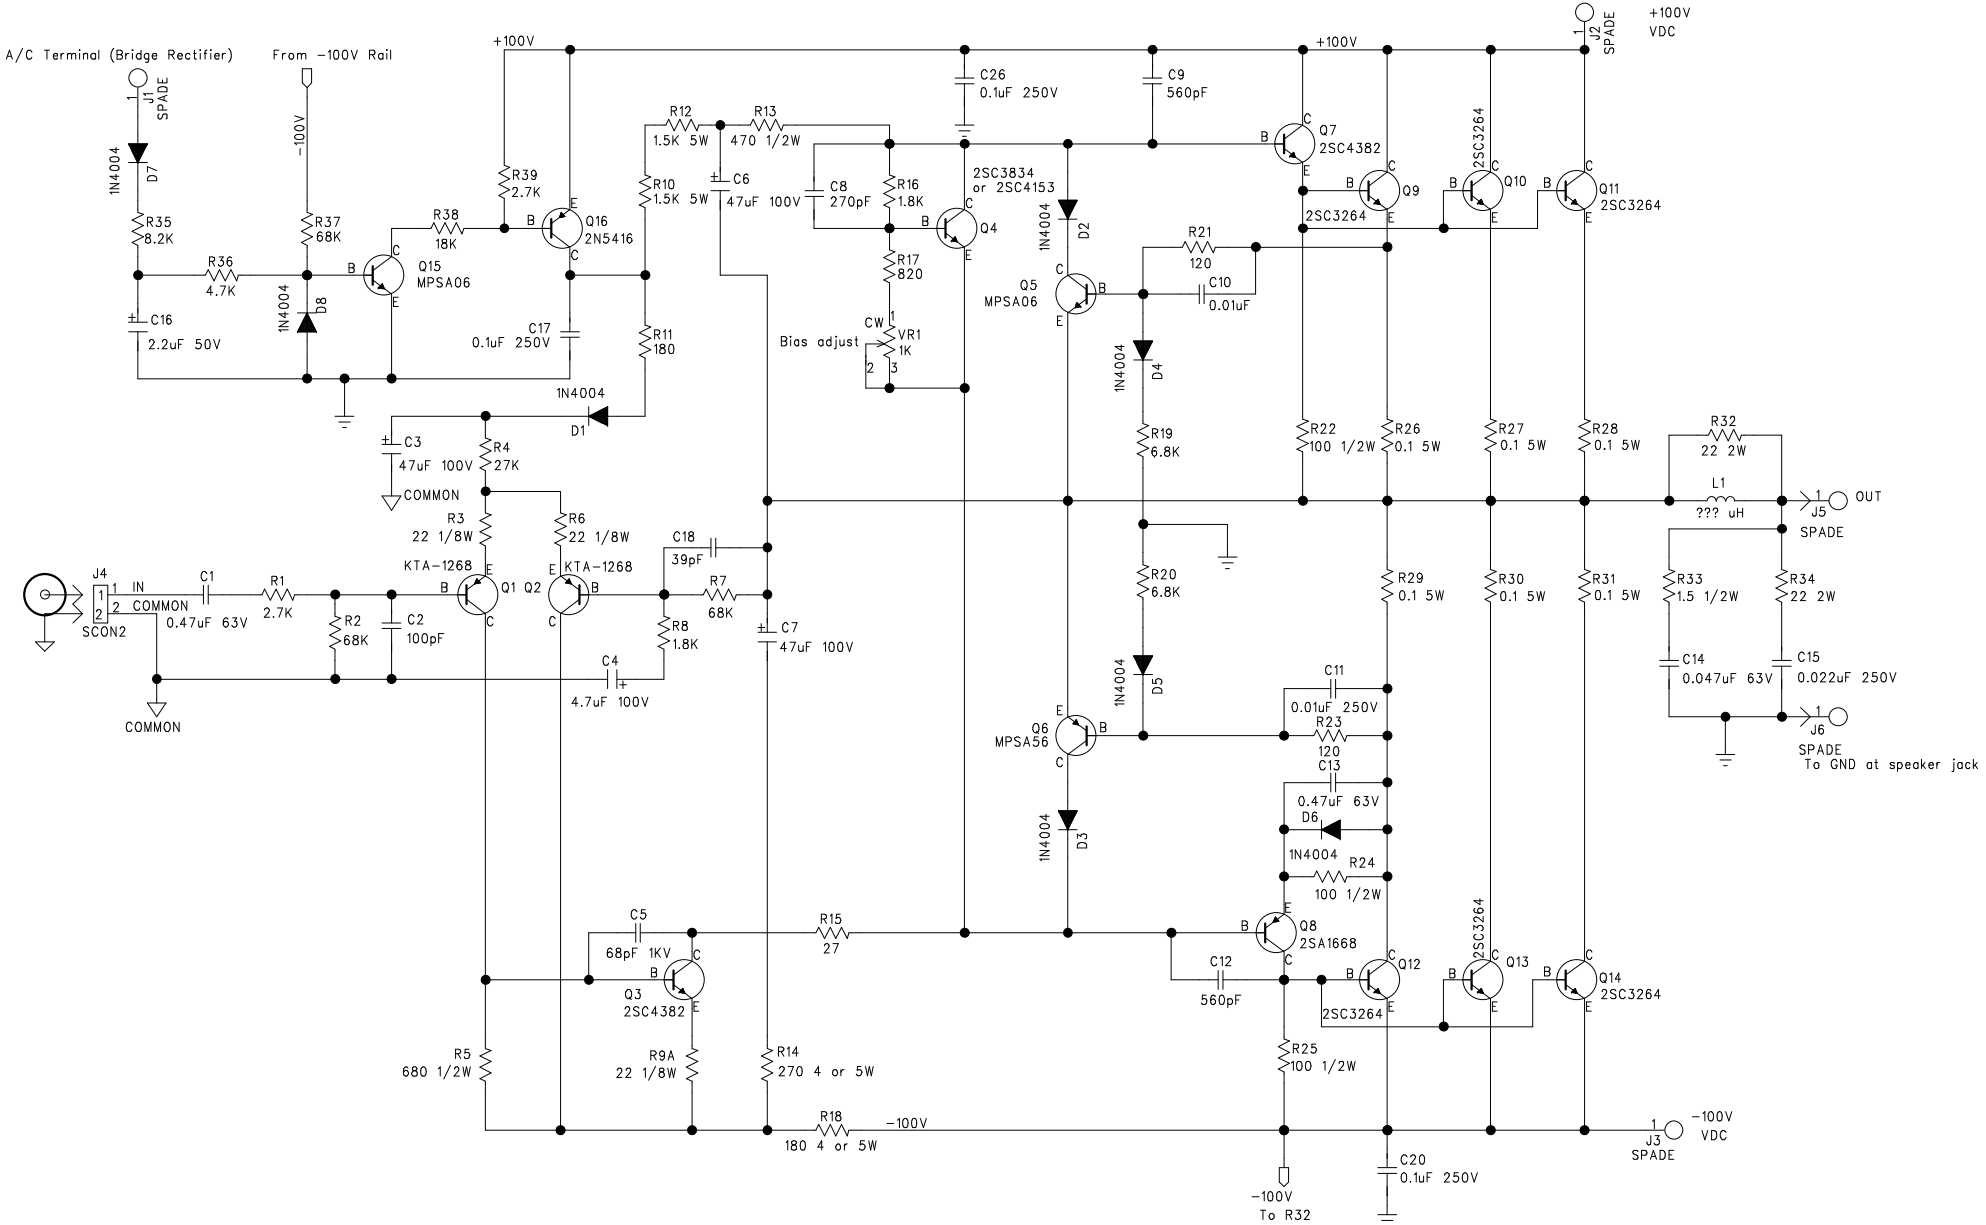 +100V
VDC
1
J2
SPADE
A/C Terminal (Bridge Rectifier)
From -100V Rail
+100V
+100V
1
J1
SPADE
-100V
C26
0.1uF 250V
C9
560pF
1N4004
D7
R12
1.5K 5W
R13
470 1/2W
B
C
Q7
2SC4382
E
2SC3264
R39
2.7K
R10
1.5K 5W
C6
+
47uF 100V
C8
270pF
R16
1.8K
2SC3834
or 2SC4153
C
B
Q4
E
1N4004
D2
B
C
Q9
2SC3264
E
B
C
Q10
E
B
C
Q11
2SC3264
E
R35
8.2K
R37
68K
R38
18K
E
B
Q16
2N5416
C
R36
4.7K
B
C
Q15
MPSA06
E
R17
820
R21
120
C10
0.01uF
C
Q5
MPSA06
B
E
1N4004
D8
+
C16
2.2uF 50V
C17
0.1uF 250V
R11
180
CW
1
VR1
1K
Bias adjust
2
3
1N4004
D4
1N4004
D1
+
C3
47uF 100V
COMMON
R4
27K
R19
6.8K
R22
100 1/2W
R26
0.1 5W
R27
0.1 5W
R28
0.1 5W
R32
22 2W
L1
??? uH
1
J5
OUT
SPADE
R3
22 1/8W
R6
22 1/8W
C18
39pF
KTA-1268
KTA-1268
J4
1
IN
1
COMMON
2
2
SCON2
C1
0.47uF 63V
R1
2.7K
B
E
Q1
C
Q2
E
B
C
R7
68K
R2
68K
C2
100pF
R8
1.8K
+
C7
47uF 100V
C4
+
4.7uF 100V
COMMON
R20
6.8K
R29
0.1 5W
R30
0.1 5W
R31
0.1 5W
R33
1.5 1/2W
R34
22 2W
1N4004
D5
C11
0.01uF 250V
C14
0.047uF 63V
C15
0.022uF 250V
E
Q6
MPSA56
B
C
R23
120
1
J6
SPADE
To GND at speaker jack
C13
0.47uF 63V
D6
1N4004
1N4004
D3
R24
100 1/2W
C5
68pF 1KV
R15
27
B
E
Q8
2SA1668
C
2SC3264
B
C
Q3
2SC4382
E
C12
560pF
B
C
Q12
2SC3264
E
B
C
Q13
E
B
C
Q14
2SC3264
E
R5
680 1/2W
R9A
22 1/8W
R14
270 4 or 5W
R25
100 1/2W
R18
180 4 or 5W
-100V
1
J3
SPADE
-100V
VDC
-100V
To R32
C20
0.1uF 250V